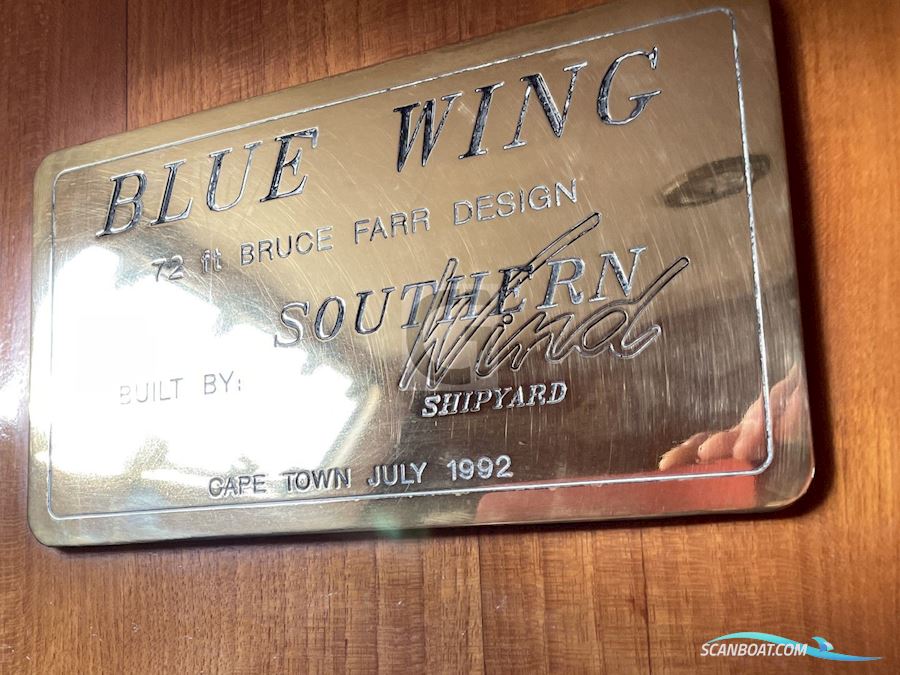 BLUE WING
72 ft BRUCE FARR DESIGN
SOUTHERN
Wind
BUILT BY:
SHIPYARD
CAPE TOWN JULY 1992
SCANBOAT.COM